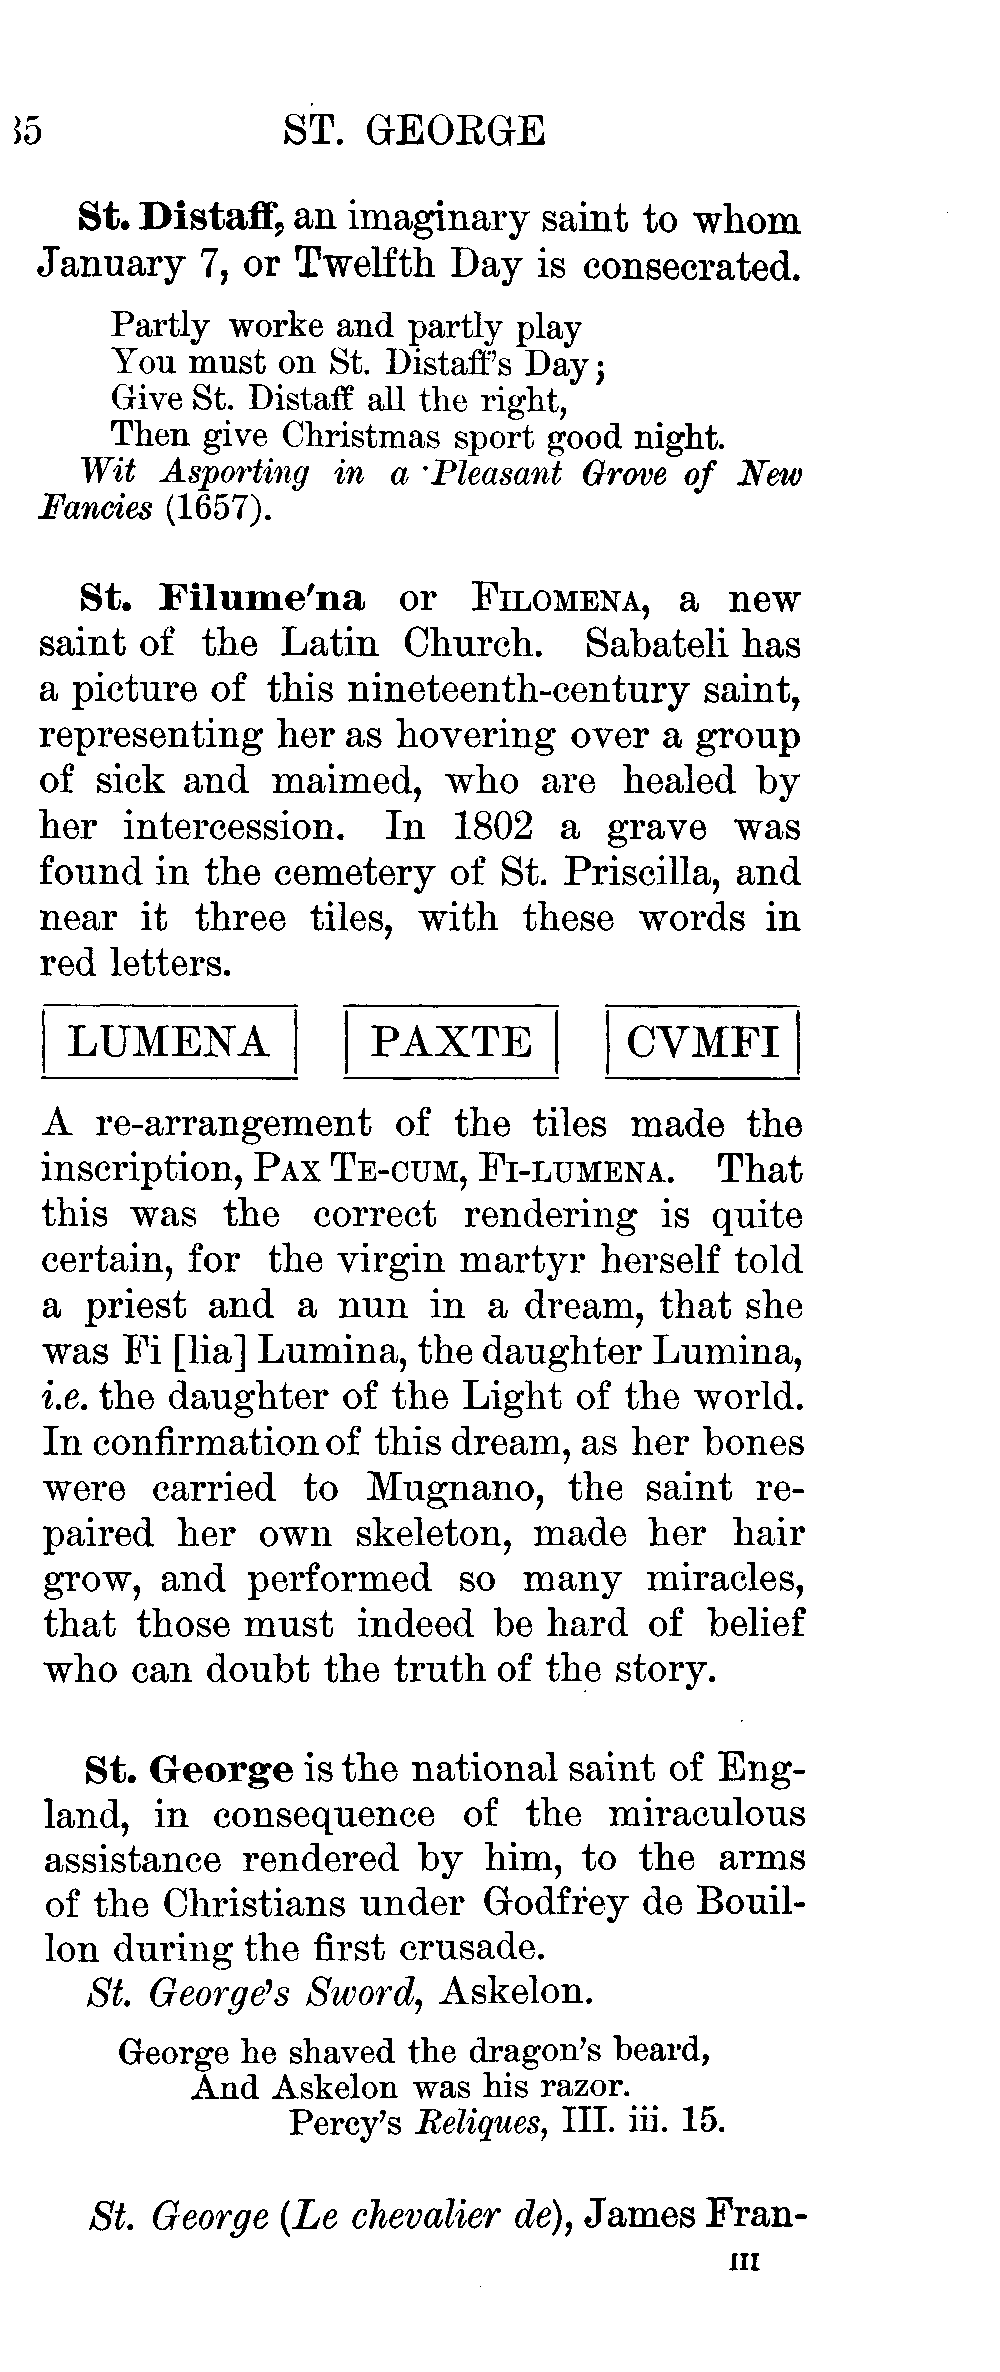 35 ST. GEORGE
St. Distaff, an imaginary saint to whom
January 7, or Twelfth Day is consecrated.
Partly worke and partly play
You must on St. Distaff's Day;
Give St. Distaff all the right,
Then give Christmas sport good night.
Wit Asporting in a Pleasant Grove of New
Fancies (1657).
St. Filume'na or FILOMENA, a new
saint of the Latin Church. Sabateli has
a picture of this nineteenth-century saint,
representing her as hovering over a group
of sick and maimed, who are healed by
her intercession. In 1802 a grave was
found in the cemetery of St. Priscilla, and
near it three tiles, with these words in
red letters.
LUMENA PAXTE CVMFI
A re-arrangement of the tiles made the
inscription, PAX TE-CUM, FI-LUMENA. That
this was the correct rendering is quite
certain, for the virgin martyr herself told
a priest and a nun in a dream, that she
was Fi [lia] Lumina, the daughter Lumina,
i.e. the daughter of the Light of the world.
In confirmation of this dream, as her bones
were carried to Mugnano, the saint re-
paired her own skeleton, made her hair
grow, and performed so many miracles,
that those must indeed be hard of belief
who can doubt the truth of the story.
St. George is the national saint of Eng-
land, in consequence of the miraculous
assistance rendered by him, to the arms
of the Christians under Godfrey de Bouil-
lon during the first crusade.
St. George's Sword, Askelon.
George he shaved the dragon's beard,
And Askelon was his razor.
Percy's Reliques, III. iii. 15.
St. George (Le chevalier de), James Fran-
III